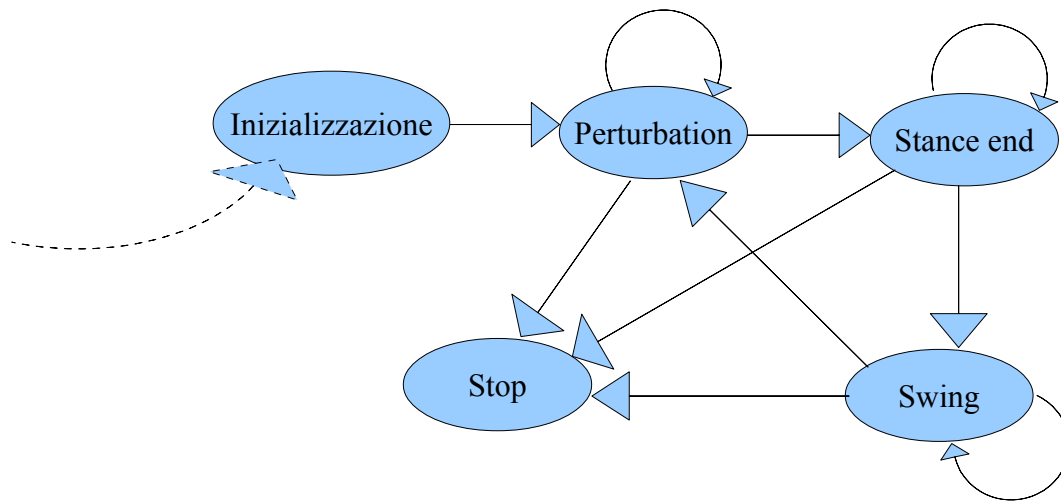 Inizializzazione
Perturbation
Stance end
Stop
Swing